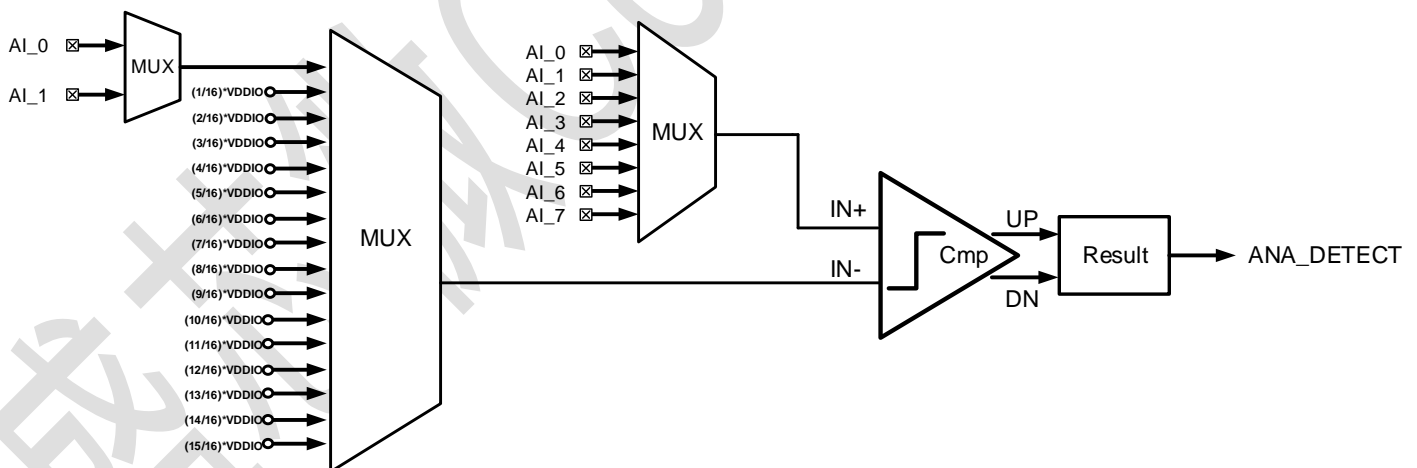 AI_0
AI_1
MUX
(1/16)*VDDIO
(2/16)*VDDIO
(3/16)*VDDIO
(4/16)*VDDIO
(5/16)*VDDIO
(6/16)*VDDIO
(7/16)*VDDIO
(8/16)*VDDIO
(9/16)*VDDIO
(10/16)*VDDIO
(11/16)*VDDIO
(12/16)*VDDIO
(13/16)*VDDIO
(14/16)*VDDIO
(15/16)*VDDIO
MUX
AI_0
AI_1
AI_2
AI_3
AI_4
AI_5
AI_6
AI_7
MUX
IN+
IN-
Cmp
UP
DN
Result
ANA_DETECT